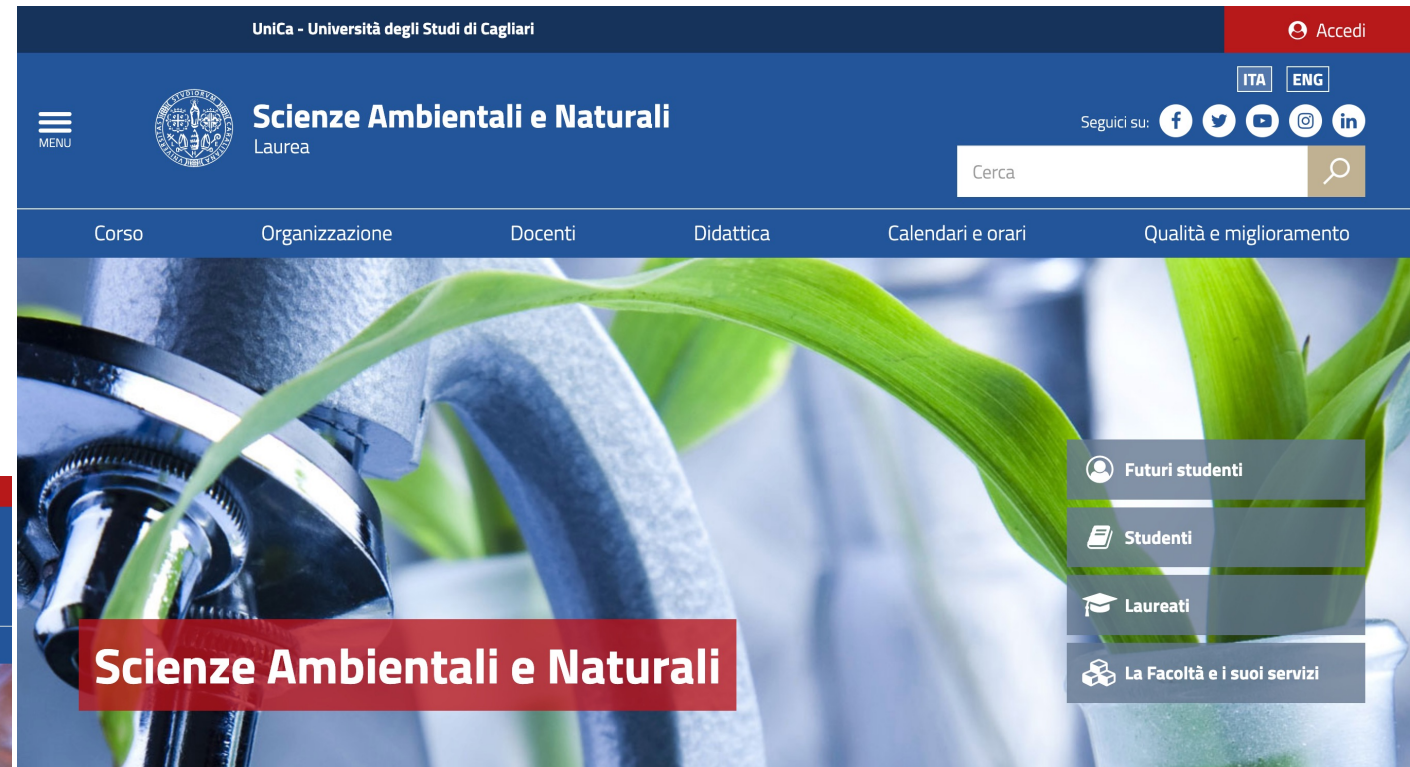 UniCa - Università degli Studi di Cagliari
Accedi
ITA ENG
MENU
Scienze Ambientali e Naturali
Laurea
Seguici su:
Cerca
Corso Organizzazione Docenti Didattica Calendari e orari Qualità e miglioramento
Futuri studenti
Studenti
Laureati
La Facoltà e i suoi servizi
Scienze Ambientali e Naturali